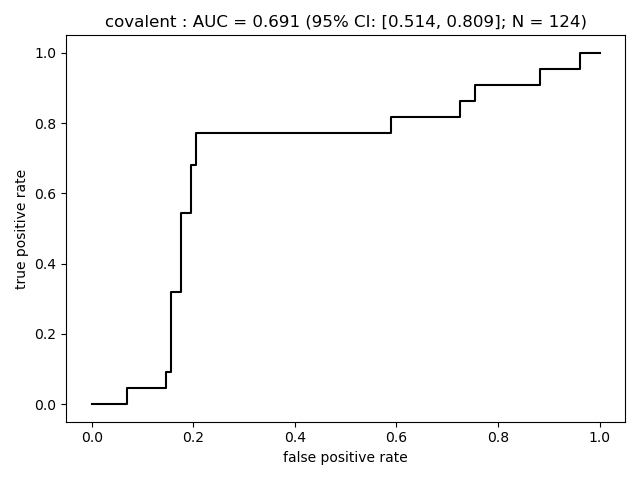 covalent : AUC = 0.691 (95% CI: [0.514, 0.809]; N = 124)
1.0
0.8
0.6
0.4
0.2
0.0
true positive rate
0.0 0.2 0.4 0.6 0.8 1.0
false positive rate